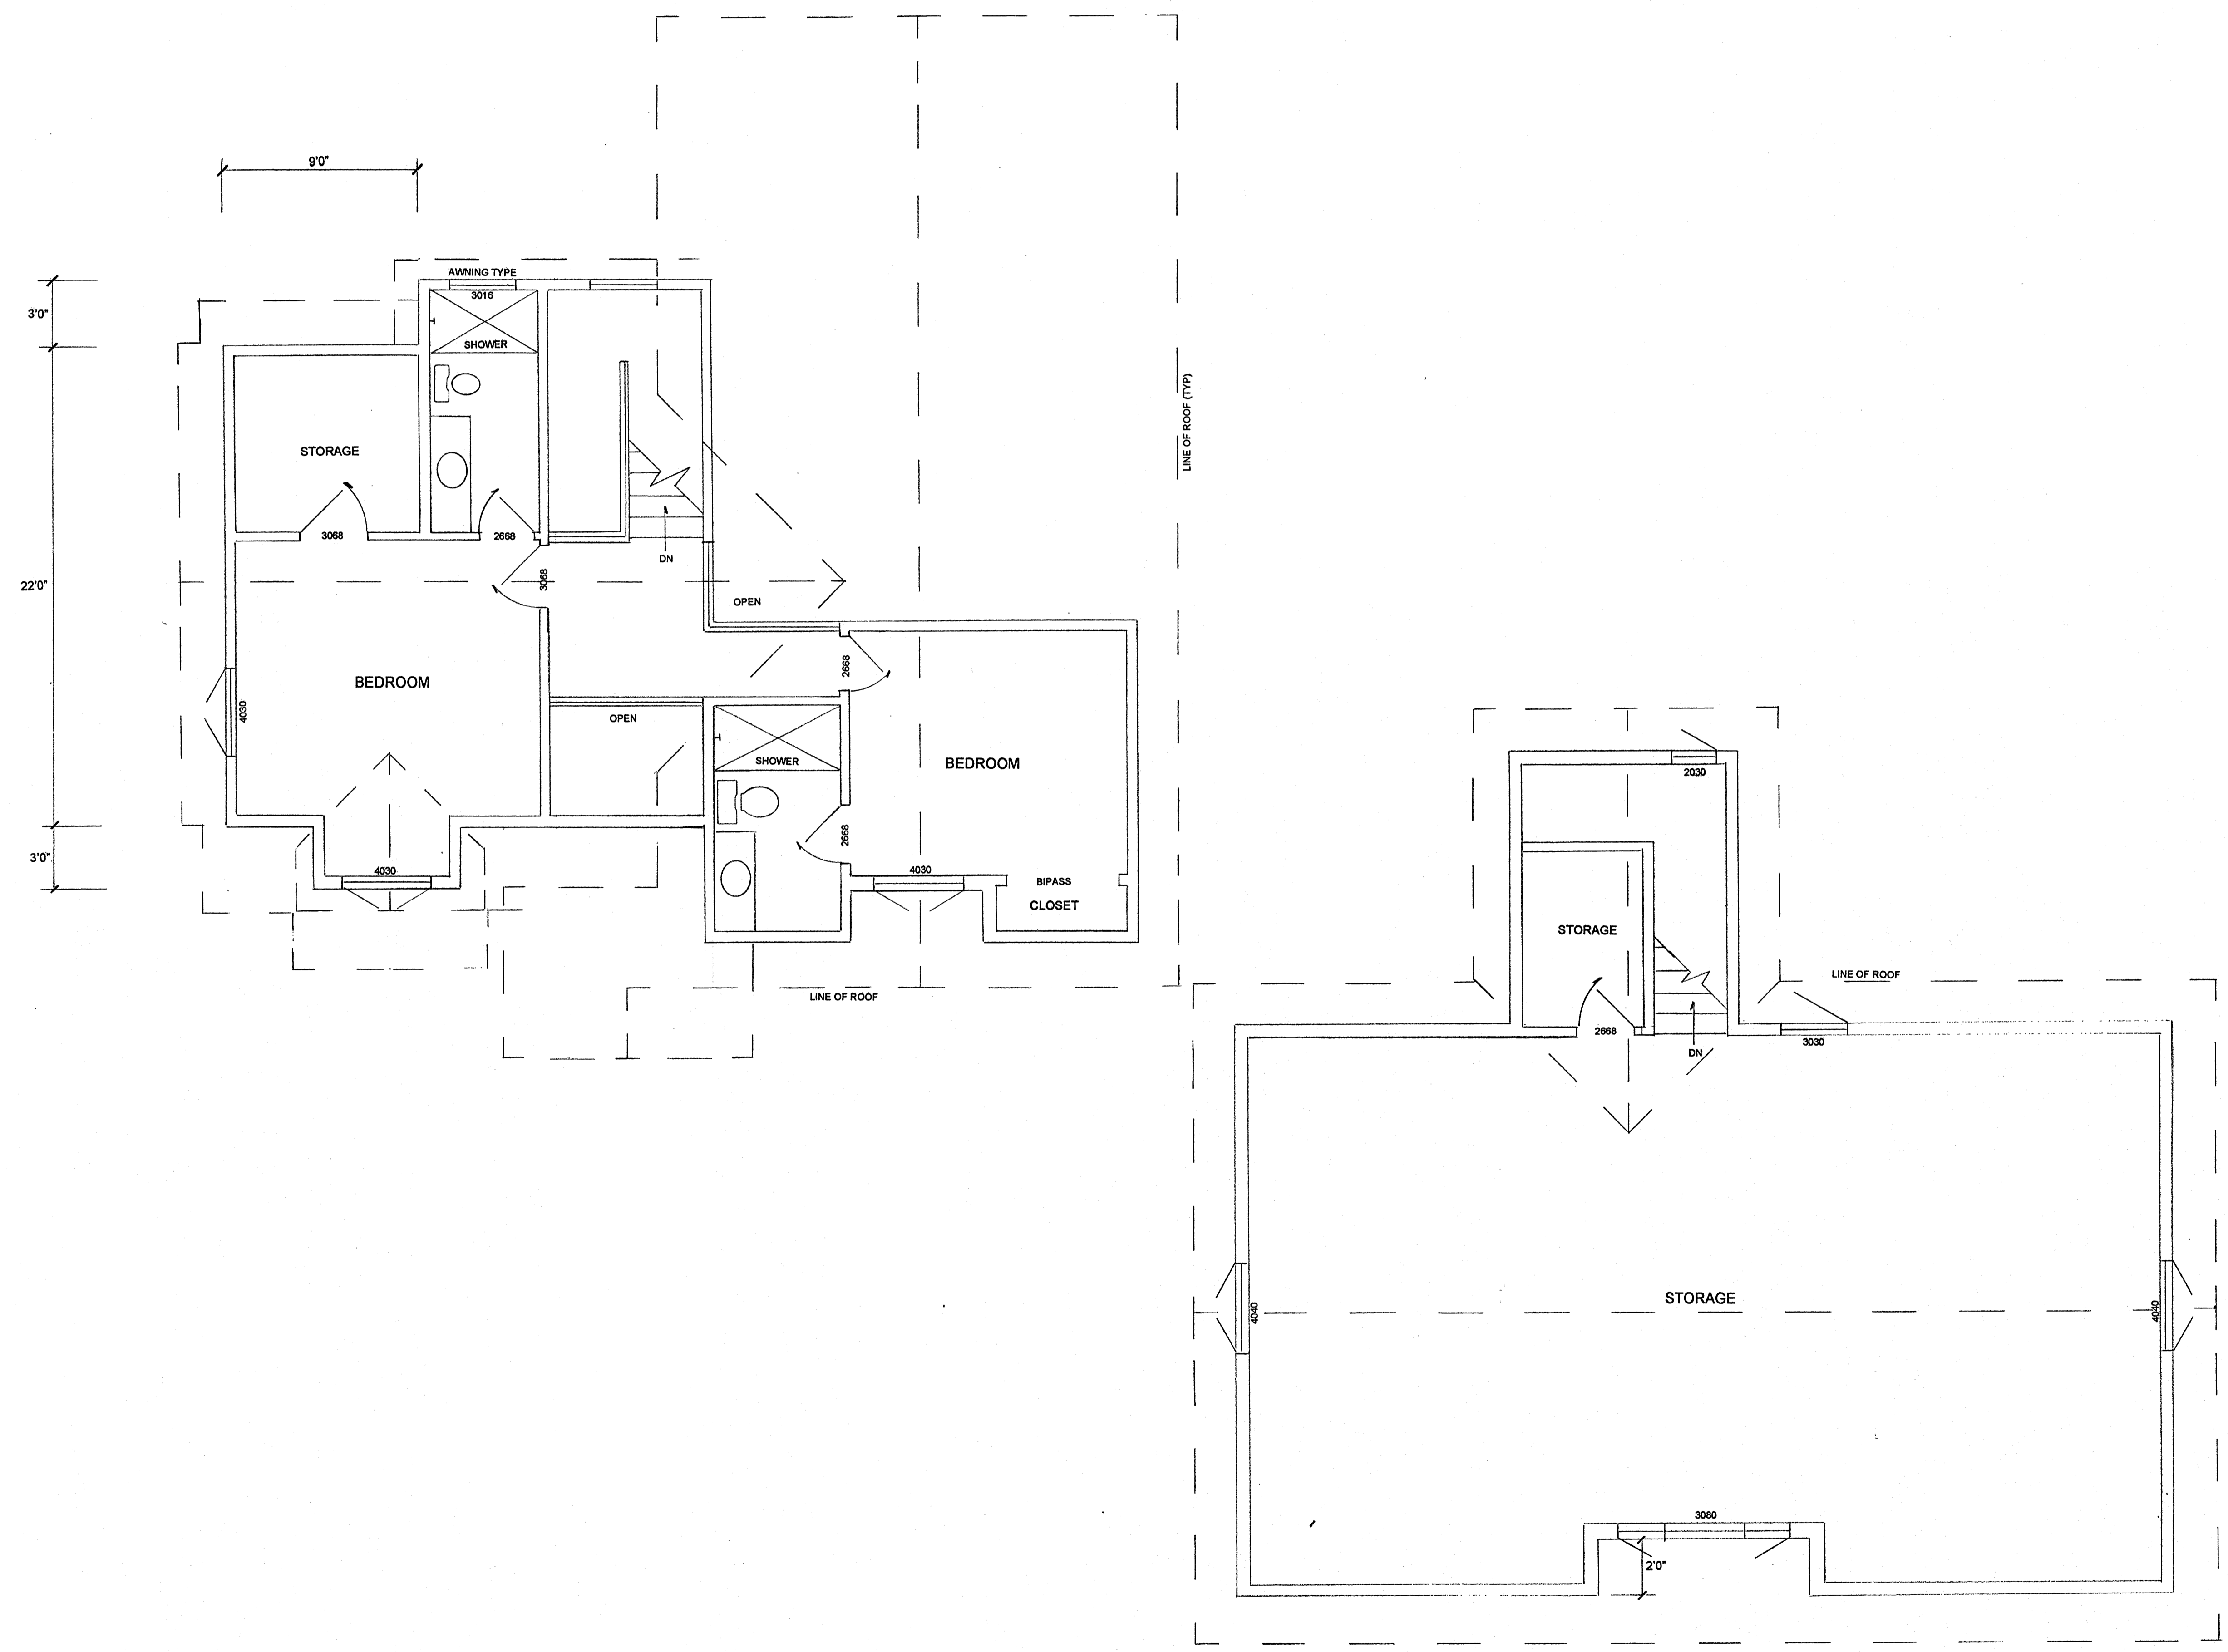 9'0"
AWNING TYPE
3016
3'0"
SHOWER
LINE OF ROOF (TYP)
STORAGE
3068
2668
DN
3068
22'0"
OPEN
2668
BEDROOM
4030
OPEN
SHOWER
BEDROOM
2668
3'0"
4030
4030
BIPASS
CLOSET
LINE OF ROOF
2030
STORAGE
LINE OF ROOF
2668
DN
3030
STORAGE
4040
4040
3080
2'0"